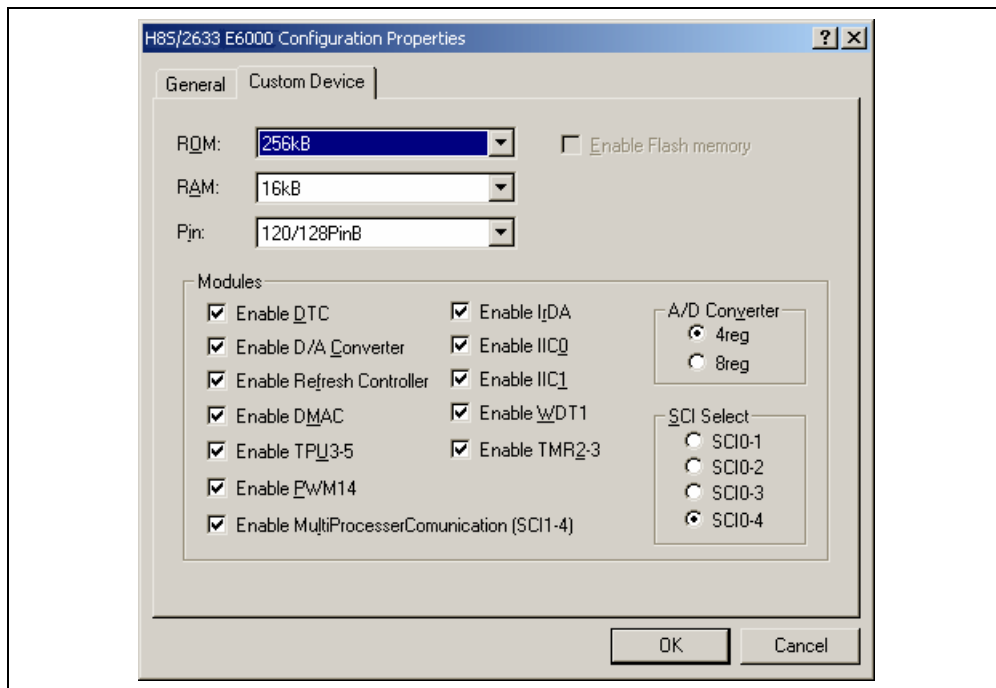 H8S/2633 E6000 Configuration Properties
General
Custom Device
ROM:
256kB
Enable Flash memory
RAM:
16kB
Pin:
120/128PinB
Modules
Enable DTC
Enable D/A Converter
Enable Refresh Controller
Enable DMAC
Enable TPU3-5
Enable PWM14
Enable MultiProcesserComunication (SCI1-4)
Enable IrDA
Enable IIC0
Enable IIC1
Enable WDT1
Enable TMR2-3
A/D Converter
4reg
8reg
SCI Select
SCI0-1
SCI0-2
SCI0-3
SCI0-4
OK
Cancel